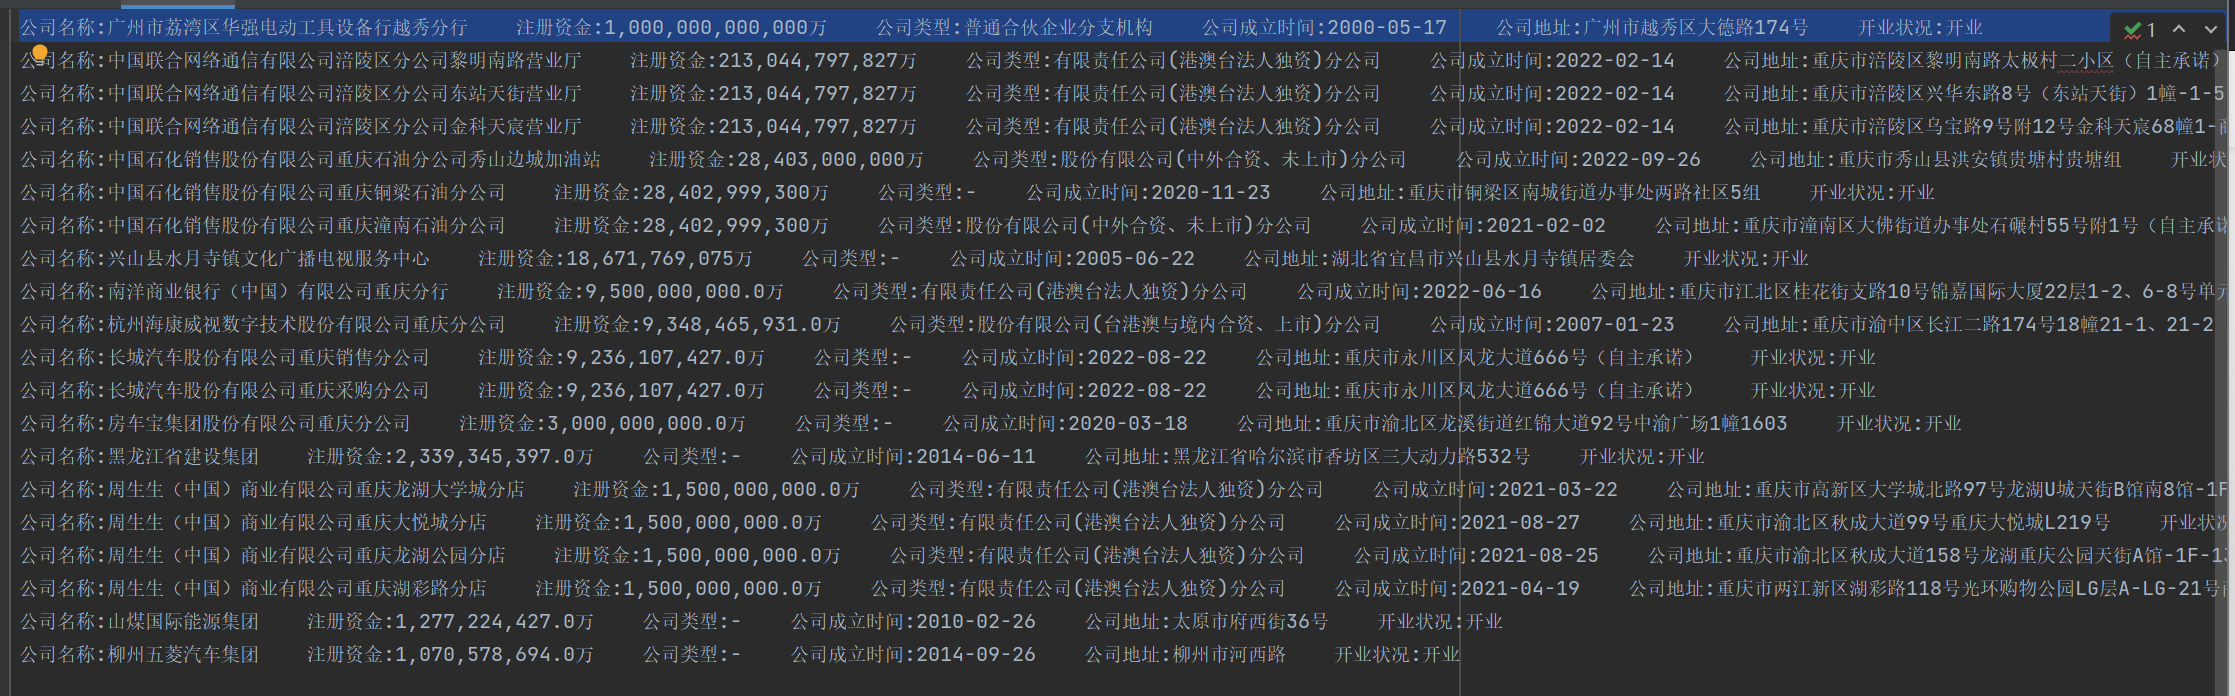 公司名称:广州市荔湾区华强电动工具设备行越秀分行 注册资金:1,000,000,000,000万 公司类型:普通合伙企业分支机构 公司成立时间:2000-05-17 公司地址:广州市越秀区大德路174号 开业状况:开业 1
公司名称:中国联合网络通信有限公司涪陵区分公司黎明南路营业厅 注册资金:213,044,797,827万 公司类型:有限责任公司(港澳台法人独资)分公司 公司成立时间:2022-02-14 公司地址:重庆市涪陵区黎明南路太极村二小区（自主承诺）
公司名称:中国联合网络通信有限公司涪陵区分公司东站天街营业厅 注册资金:213,044,797,827万 公司类型:有限责任公司(港澳台法人独资)分公司 公司成立时间:2022-02-14 公司地址:重庆市涪陵区兴华东路8号（东站天街）1幢-1-5
公司名称:中国联合网络通信有限公司涪陵区分公司金科天宸营业厅 注册资金:213,044,797,827万 公司类型:有限责任公司(港澳台法人独资)分公司 公司成立时间:2022-02-14 公司地址:重庆市涪陵区乌宝路9号附12号金科天宸68幢1-商
公司名称:中国石化销售股份有限公司重庆石油分公司秀山边城加油站 注册资金:28,403,000,000万 公司类型:股份有限公司(中外合资、未上市)分公司 公司成立时间:2022-09-26 公司地址:重庆市秀山县洪安镇贵塘村贵塘组 开业状
公司名称:中国石化销售股份有限公司重庆铜梁石油分公司 注册资金:28,402,999,300万 公司类型:- 公司成立时间:2020-11-23 公司地址:重庆市铜梁区南城街道办事处两路社区5组 开业状况:开业
公司名称:中国石化销售股份有限公司重庆潼南石油分公司 注册资金:28,402,999,300万 公司类型:股份有限公司(中外合资、未上市)分公司 公司成立时间:2021-02-02 公司地址:重庆市潼南区大佛街道办事处石碾村55号附1号（自主承诺
公司名称:兴山县水月寺镇文化广播电视服务中心 注册资金:18,671,769,075万 公司类型:- 公司成立时间:2005-06-22 公司地址:湖北省宜昌市兴山县水月寺镇居委会 开业状况:开业
公司名称:南洋商业银行（中国）有限公司重庆分行 注册资金:9,500,000,000.0万 公司类型:有限责任公司(港澳台法人独资)分公司 公司成立时间:2022-06-16 公司地址:重庆市江北区桂花街支路10号锦嘉国际大厦22层1-2、6-8号单元
公司名称:杭州海康威视数字技术股份有限公司重庆分公司 注册资金:9,348,465,931.0万 公司类型:股份有限公司(台港澳与境内合资、上市)分公司 公司成立时间:2007-01-23 公司地址:重庆市渝中区长江二路174号18幢21-1、21-2
公司名称:长城汽车股份有限公司重庆销售分公司 注册资金:9,236,107,427.0万 公司类型:- 公司成立时间:2022-08-22 公司地址:重庆市永川区凤龙大道666号（自主承诺） 开业状况:开业
公司名称:长城汽车股份有限公司重庆采购分公司 注册资金:9,236,107,427.0万 公司类型:- 公司成立时间:2022-08-22 公司地址:重庆市永川区凤龙大道666号（自主承诺） 开业状况:开业
公司名称:房车宝集团股份有限公司重庆分公司 注册资金:3,000,000,000.0万 公司类型:- 公司成立时间:2020-03-18 公司地址:重庆市渝北区龙溪街道红锦大道92号中渝广场1幢1603 开业状况:开业
公司名称:黑龙江省建设集团 注册资金:2,339,345,397.0万 公司类型:- 公司成立时间:2014-06-11 公司地址:黑龙江省哈尔滨市香坊区三大动力路532号 开业状况:开业
公司名称:周生生（中国）商业有限公司重庆龙湖大学城分店 注册资金:1,500,000,000.0万 公司类型:有限责任公司(港澳台法人独资)分公司 公司成立时间:2021-03-22 公司地址:重庆市高新区大学城北路97号龙湖U城天街B馆南8馆-1F
公司名称:周生生（中国）商业有限公司重庆大悦城分店 注册资金:1,500,000,000.0万 公司类型:有限责任公司(港澳台法人独资)分公司 公司成立时间:2021-08-27 公司地址:重庆市渝北区秋成大道99号重庆大悦城L219号 开业状况
公司名称:周生生（中国）商业有限公司重庆龙湖公园分店 注册资金:1,500,000,000.0万 公司类型:有限责任公司(港澳台法人独资)分公司 公司成立时间:2021-08-25 公司地址:重庆市渝北区秋成大道158号龙湖重庆公园天街A馆-1F-13
公司名称:周生生（中国）商业有限公司重庆湖彩路分店 注册资金:1,500,000,000.0万 公司类型:有限责任公司(港澳台法人独资)分公司 公司成立时间:2021-04-19 公司地址:重庆市两江新区湖彩路118号光环购物公园LG层A-LG-21号商
公司名称:山煤国际能源集团 注册资金:1,277,224,427.0万 公司类型:- 公司成立时间:2010-02-26 公司地址:太原市府西街36号 开业状况:开业
公司名称:柳州五菱汽车集团 注册资金:1,070,578,694.0万 公司类型:- 公司成立时间:2014-09-26 公司地址:柳州市河西路 开业状况:开业